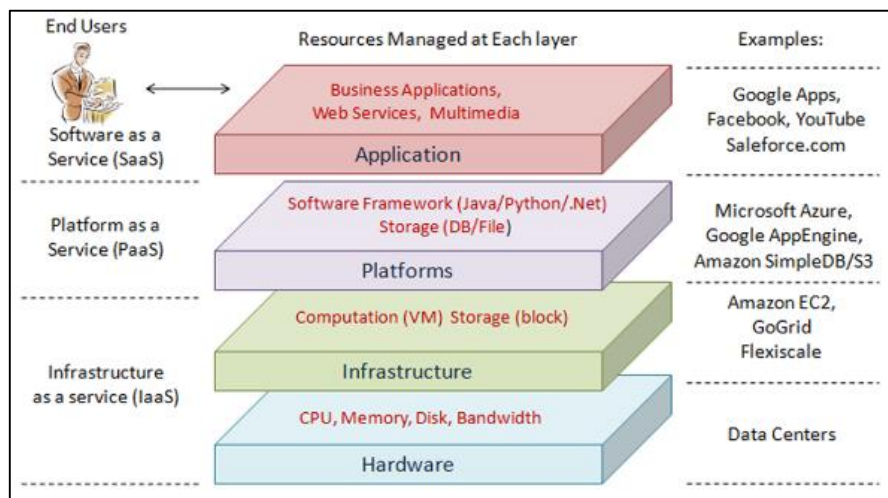 End Users
Resources Managed at Each layer
Examples:
Business Applications,
Web Services, Multimedia
Application
Software as a
Service (SaaS)
Google Apps,
Facebook, YouTube
Saleforce.com
Software Framework (Java/Python/.Net)
Storage (DB/File)
Platforms
Platform as a
Service (PaaS)
Microsoft Azure,
Google AppEngine,
Amazon SimpleDB/S3
Computation (VM) Storage (block)
Infrastructure
Amazon EC2,
GoGrid
Flexiscale
Infrastructure
as a service (IaaS)
CPU, Memory, Disk, Bandwidth
Hardware
Data Centers